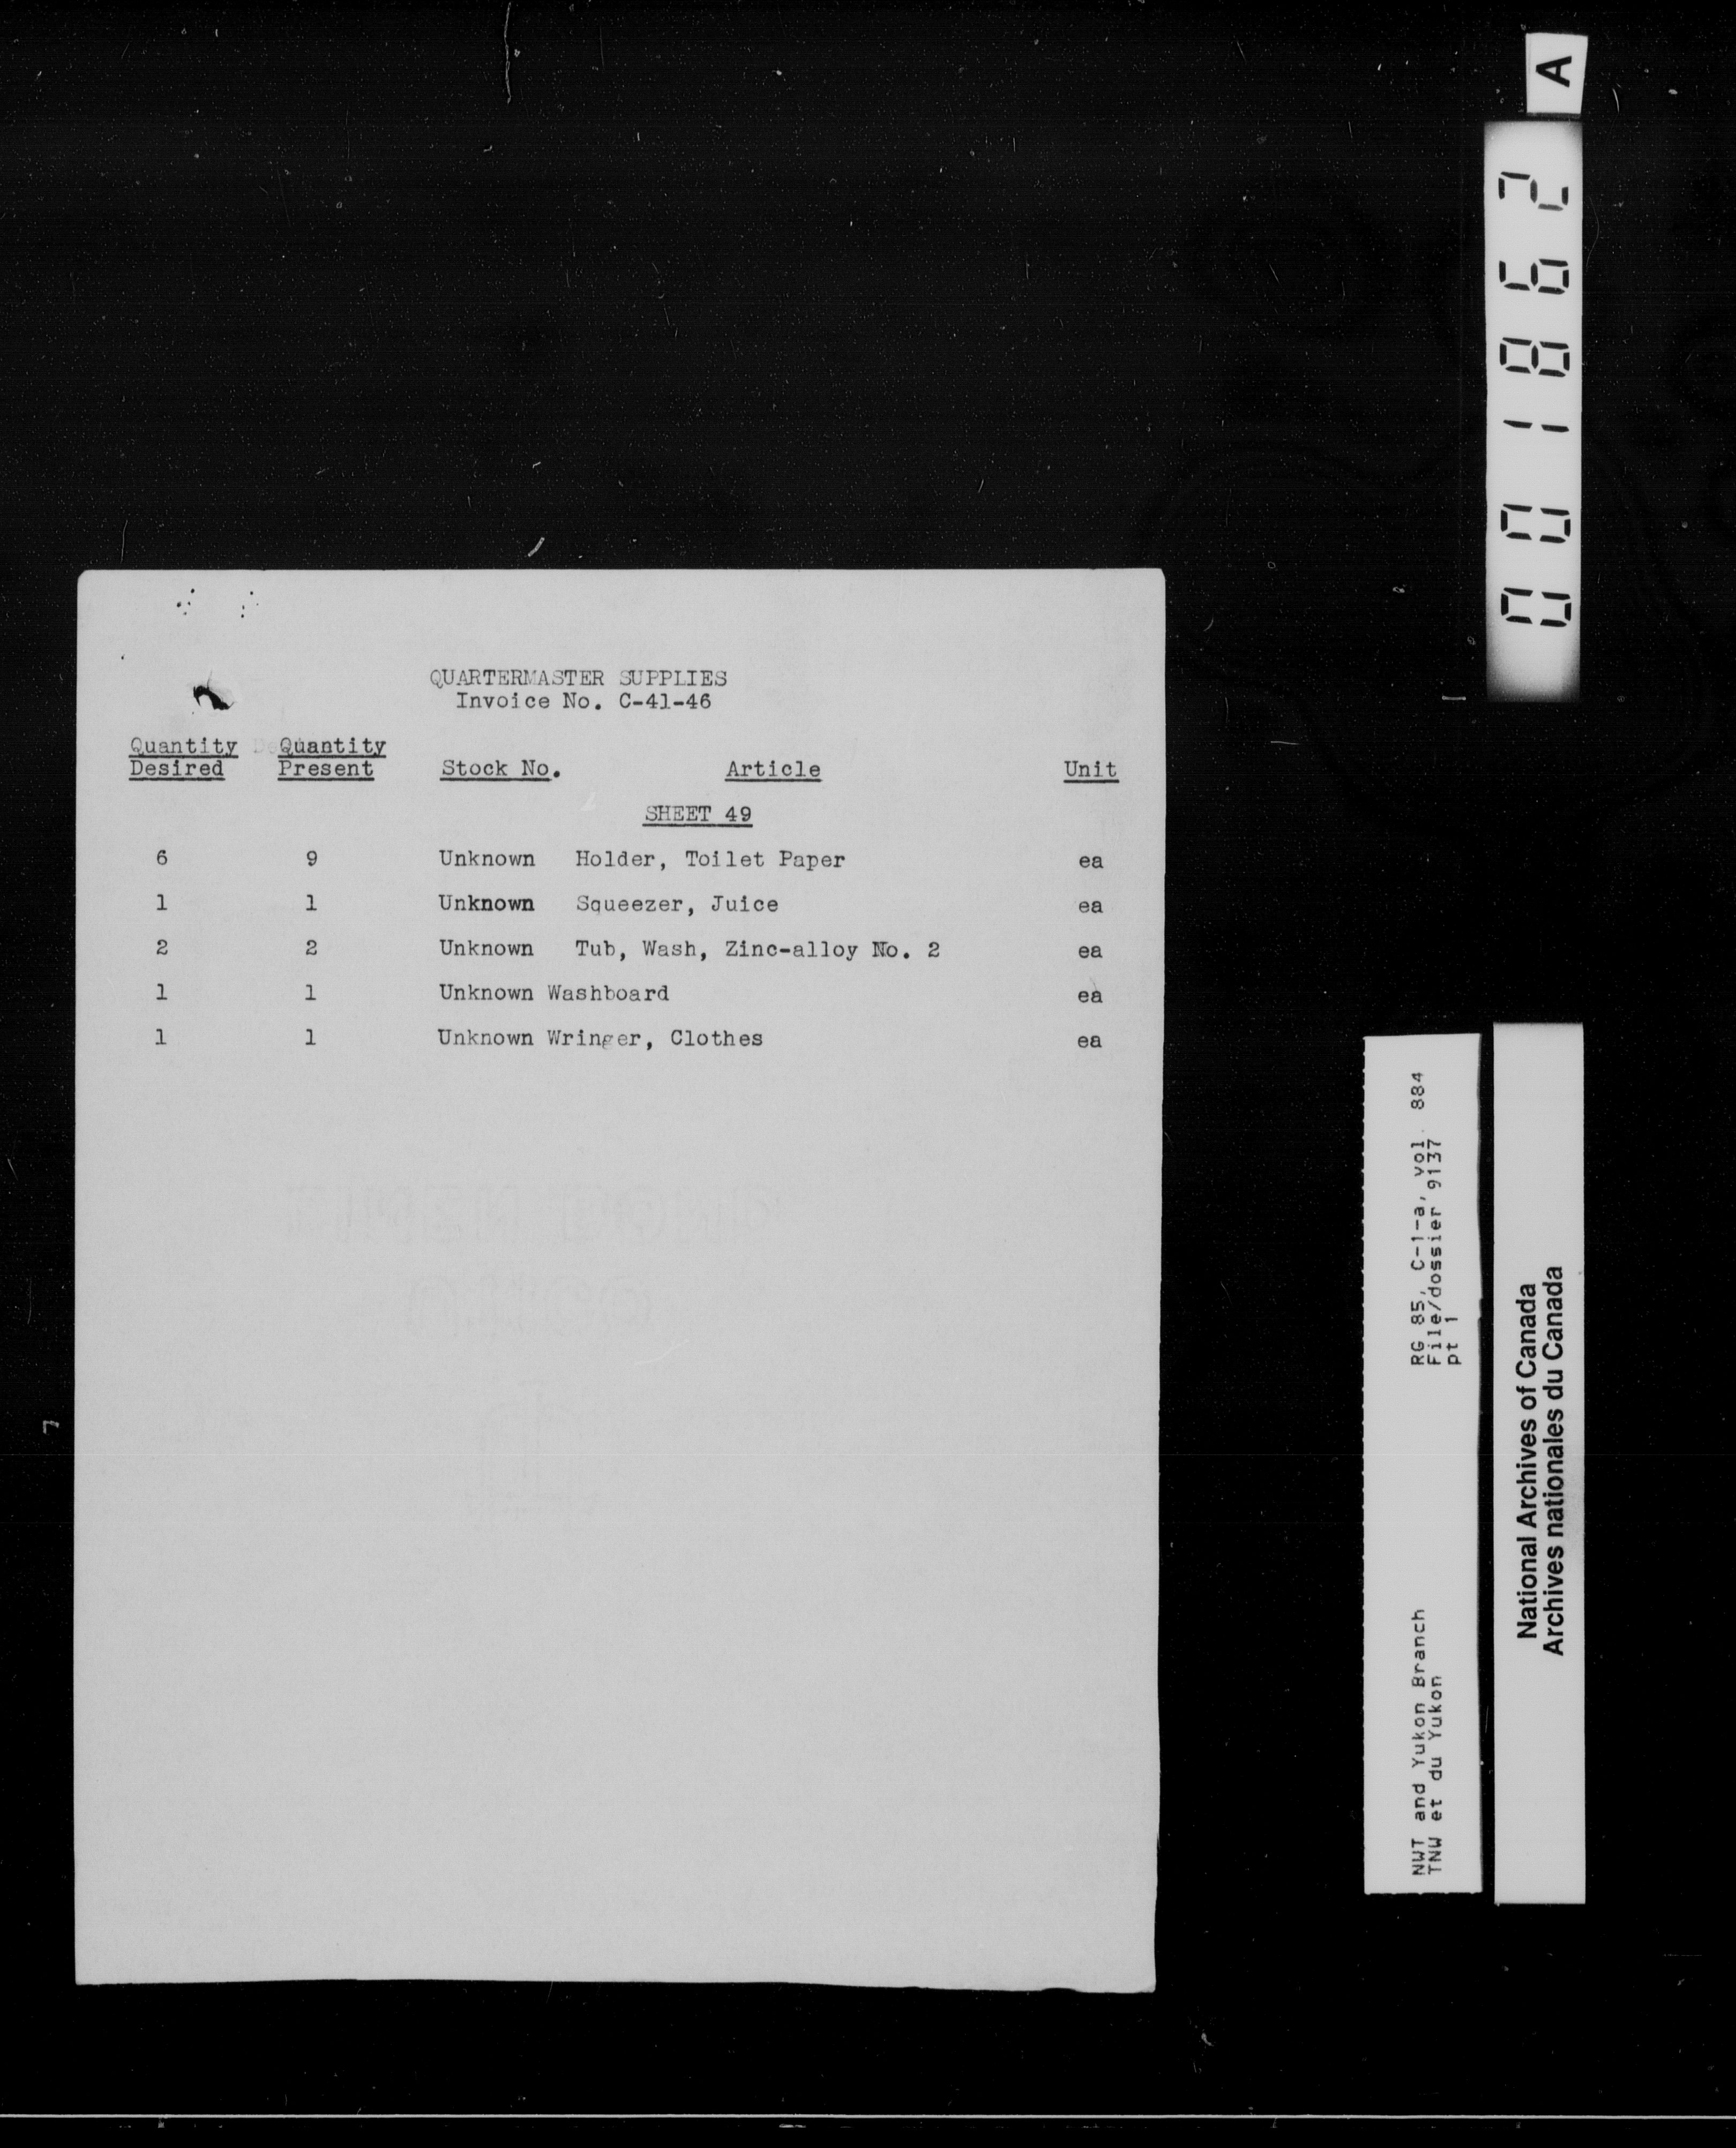 QUARTERMASTER SUPPLIES
Invoice No. C-41-46
Quantity Desired Quantity Present Stock No. Article Unit
SHEET 49
6 9 Unknown Holder, Toilet Paper ea
1 1 Unknown Squeezer, Juice ea
2 2 Unknown Tub, Wash, Zinc-alloy No. 2 ea
1 1 Unknown Washboard ea
1 1 Unknown Wringer, Clothes ea
A
001862
NWT and Yukon Branch RG 85, C-1-a, vol. 884
TNW et du Yukon File/dossier 9137
pt 1
National Archives of Canada
Archives nationales du Canada